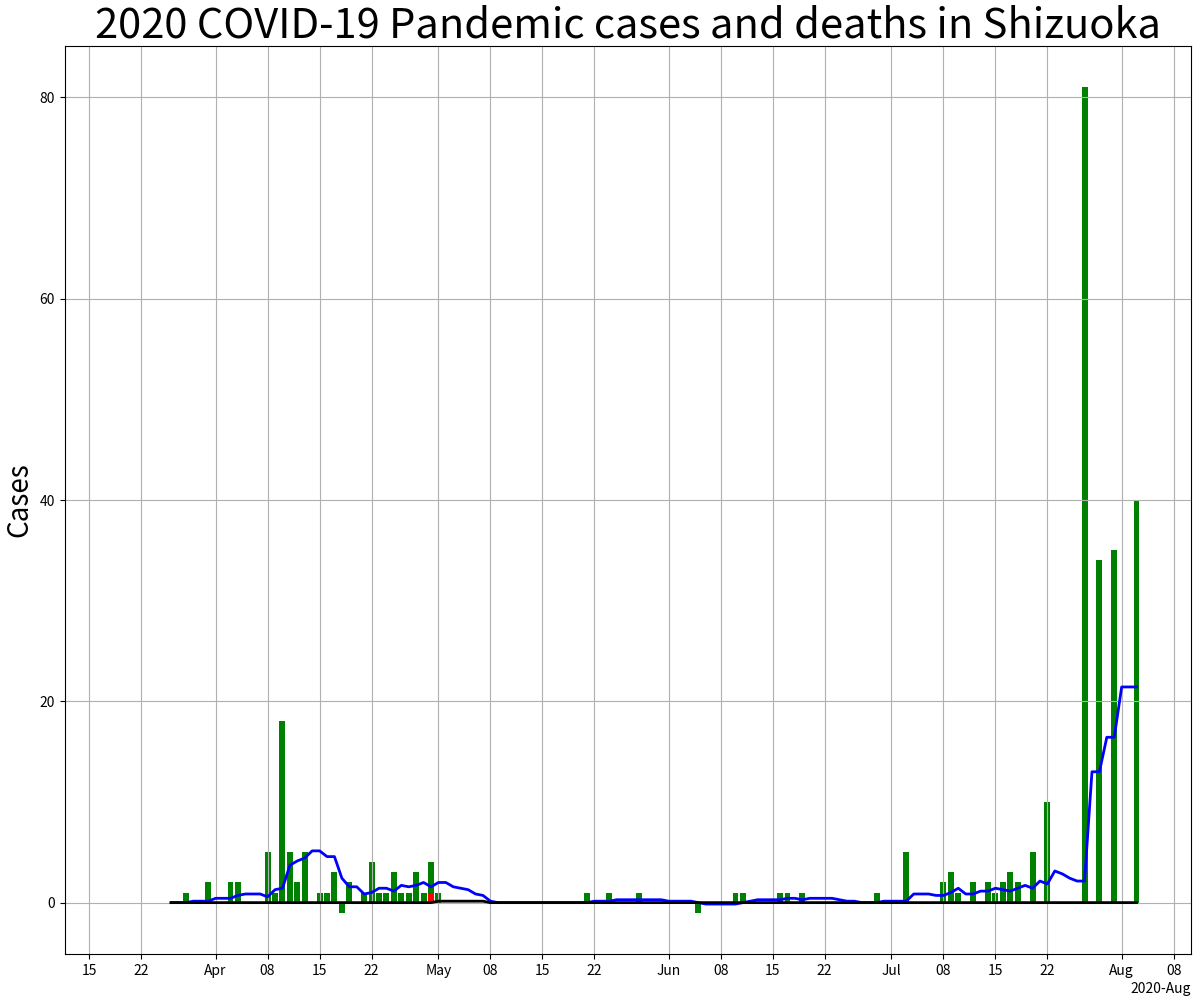 2020 COVID-19 Pandemic cases and deaths in Shizuoka
Cases
80
60
40
20
0
15 22 Apr 08 15 22 May 08 15 22 Jun 08 15 22 Jul 08 15 22 Aug 08
2020-Aug